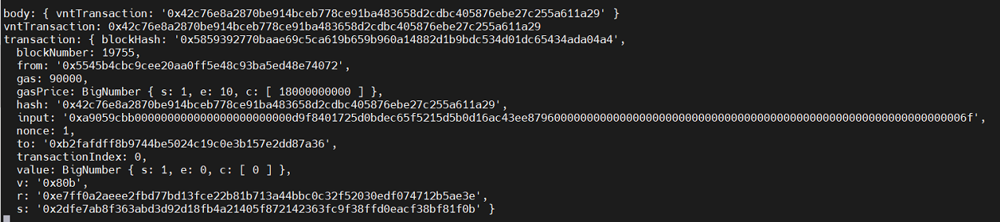 body: { vntTransaction: '0x42c76e8a2870be914bceb778ce91ba483658d2cdbc405876ebe27c255a611a29' }
vntTransaction: 0x42c76e8a2870be914bceb778ce91ba483658d2cdbc405876ebe27c255a611a29
transaction: { blockHash: '0x5859392770baae69c5ca619b659b960a14882d1b9bdc534d01dc65434ada04a4',
  blockNumber: 19755,
  from: '0x5545b4cbc9cee20aa0ff5e48c93ba5ed48e74072',
  gas: 90000,
  gasPrice: BigNumber { s: 1, e: 10, c: [ 18000000000 ] },
  hash: '0x42c76e8a2870be914bceb778ce91ba483658d2cdbc405876ebe27c255a611a29',
  input: '0xa9059cbb000000000000000000000000d9f8401725d0bdec65f5215d5b0d16ac43ee8796000000000000000000000000000000000000000000000000000000000000006f',
  nonce: 1,
  to: '0xb2fafdff8b9744be5024c19c0e3b157e2dd87a36',
  transactionIndex: 0,
  value: BigNumber { s: 1, e: 0, c: [ 0 ] },
  v: '0x80b',
  r: '0xe7ff0a2aeee2fbd77bd13fce22b81b713a44bbc0c32f52030edf074712b5ae3e',
  s: '0x2dfe7ab8f363abd3d92d18fb4a21405f872142363fc9f38ffd0eacf38bf81f0b' }